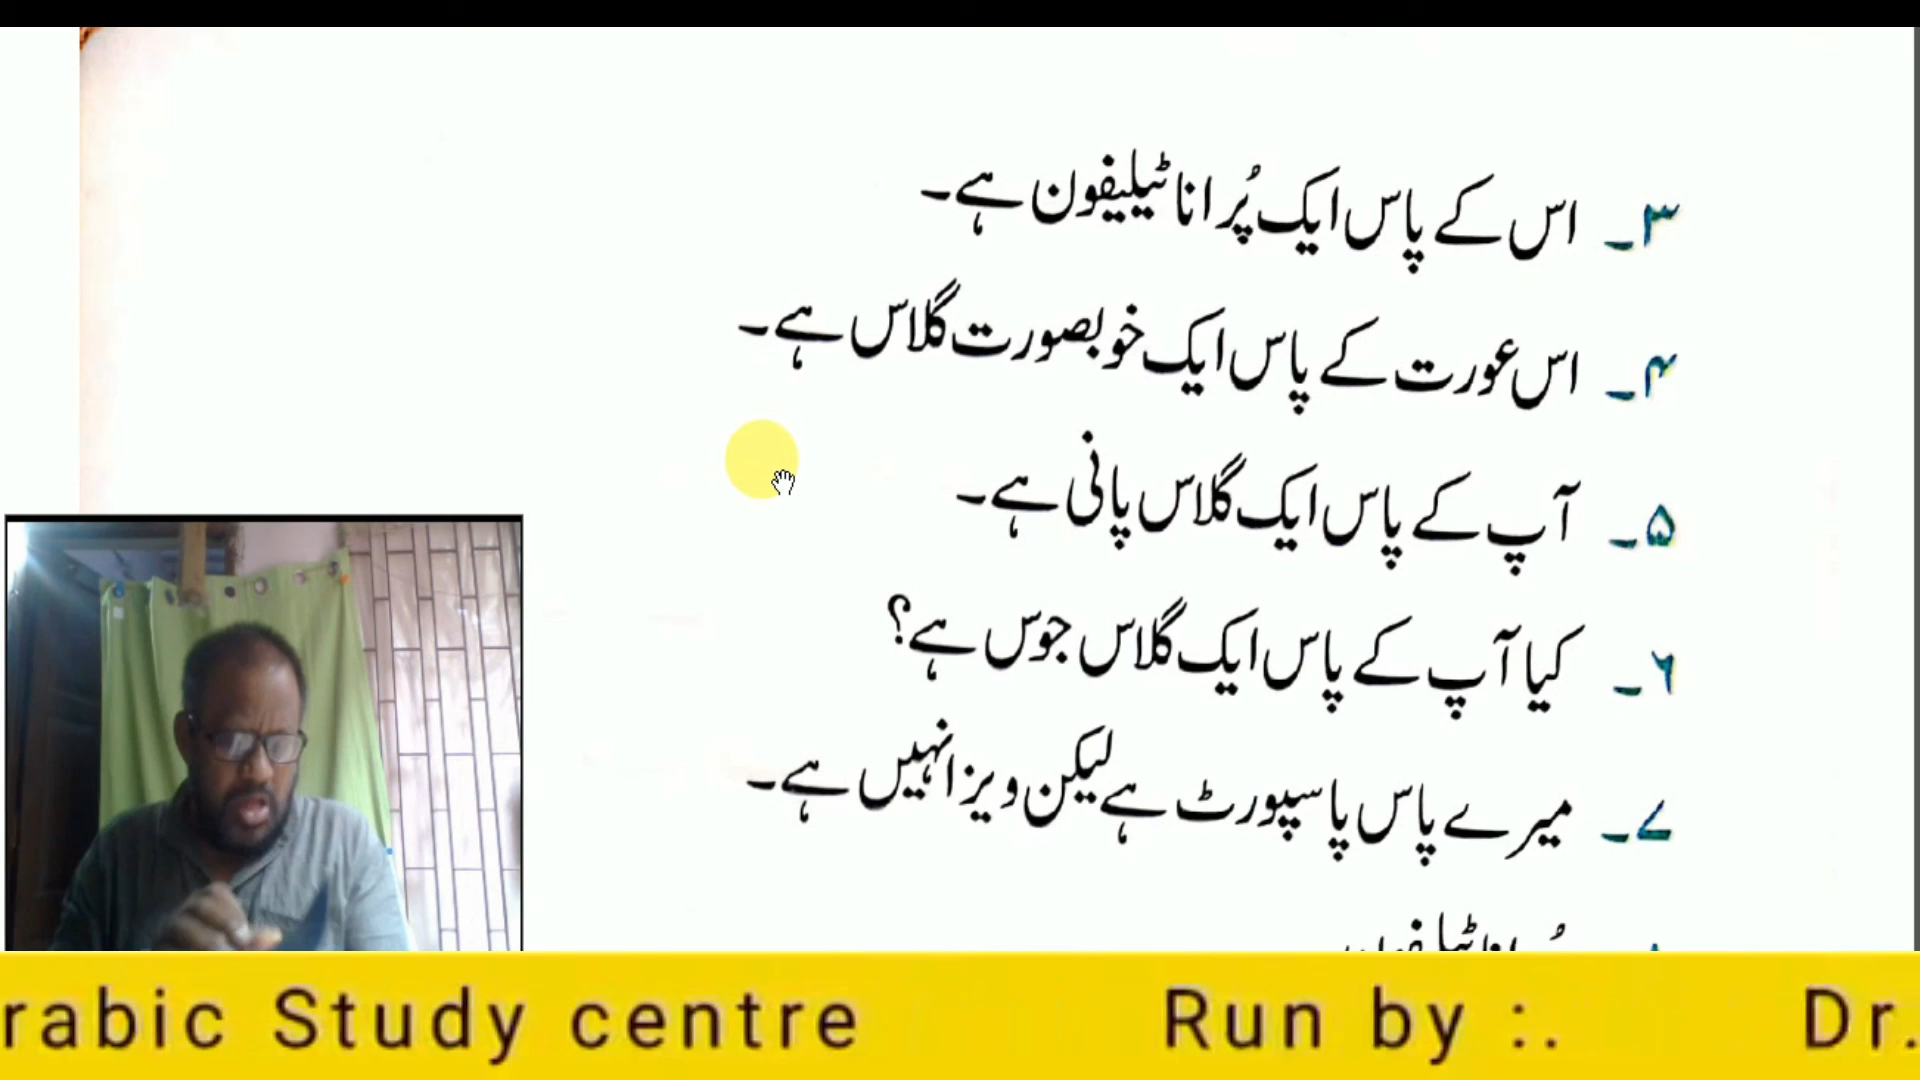 ۳۔ اس کے پاس ایک پُرانا ٹیلیفون ہے۔
۴۔ اس عورت کے پاس ایک خوبصورت گلاس ہے۔
۵۔ آپ کے پاس ایک گلاس پانی ہے۔
۶۔ کیا آپ کے پاس ایک گلاس جوس ہے؟
۷۔ میرے پاس پاسپورٹ ہے لیکن ویزا نہیں ہے۔
rabic Study centre Run by :. Dr.